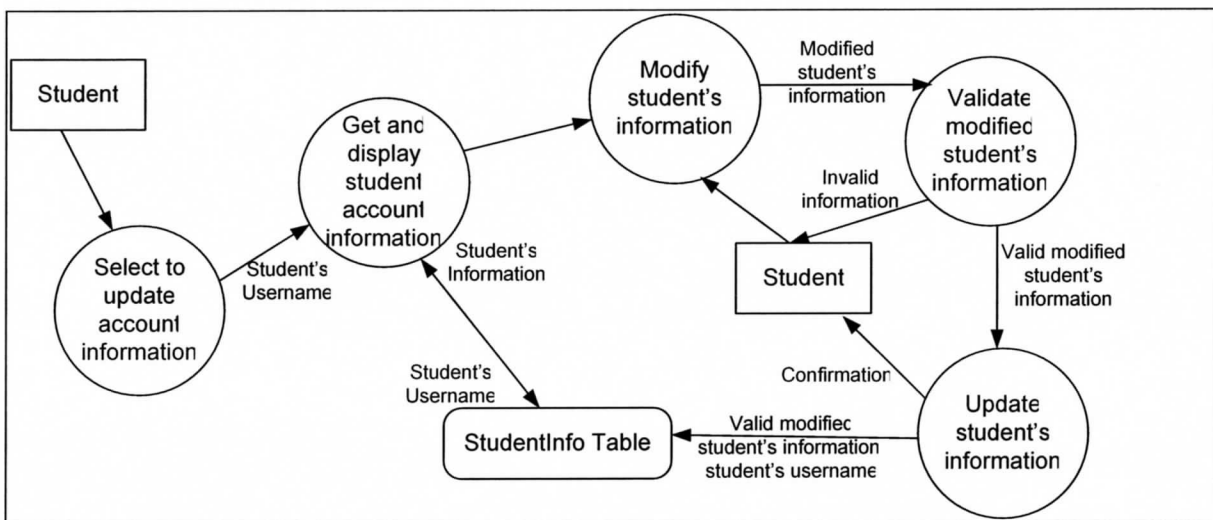 Student
Select to
update
account
information
Student's
Username
Get and
display
student
account
information
Student's
Information
Student's
Username
StudentInfo Table
Modify
student's
information
Modified
student's
information
Validate
modified
student's
information
Invalid
information
Student
Valid modified
student's
information
Confirmation
Update
student's
information
Valid modified
student's information
student's username